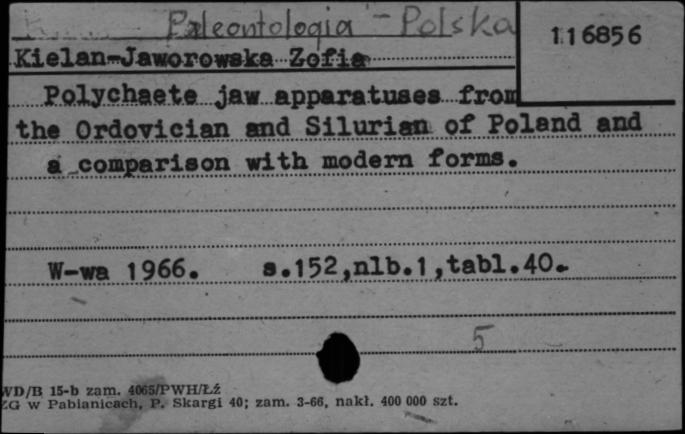 Paleontologia - Polska
116856
Kielan-Jaworowska Zofia
Polychaete jaw apparatuses from
the Ordovician and Silurian of Poland and
a comparison with modern forms.
W-wa 1966. s.152,nlb.1,tabl.40.
5
WD/B 15-b zam. 4065/PWH/Łź
ZG w Pabianicach, P. Skargi 40; zam. 3-66, nakł. 400 000 szt.